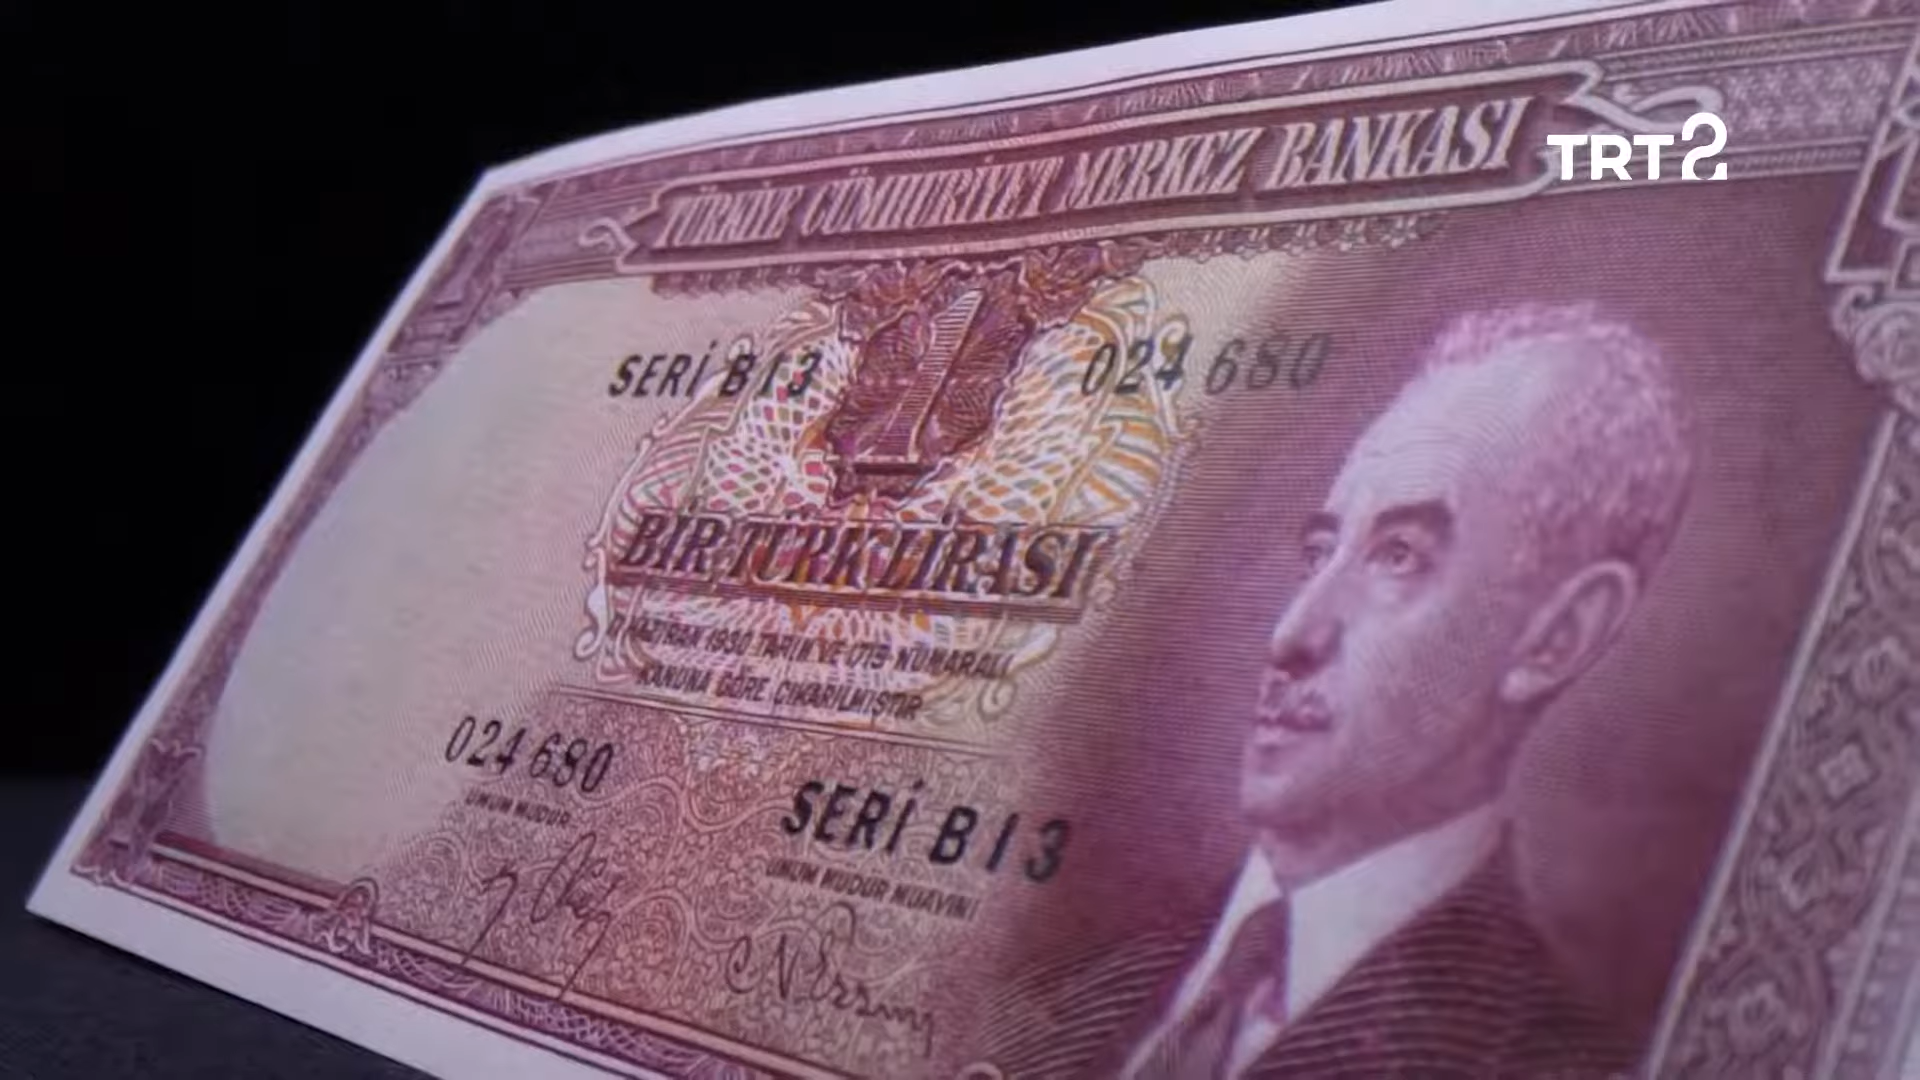 TÜRKİYE CÜMHURİYET MERKEZ BANKASI
TRT2
1
SERİ B13 024680
BİR TÜRK LİRASI
11 HAZİRAN 1930 TARİH VE 1715 NUMARALI
KANUNA GÖRE ÇIKARILMIŞTIR
024680
SERİ B13
UMUM MÜDÜR
UMUM MÜDÜR MUAVİNİ